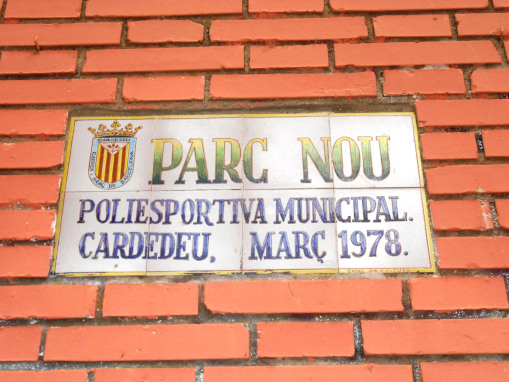 PARC NOU
POLIESPORTIVA MUNICIPAL.
CARDEDEU. MARÇ 1978.